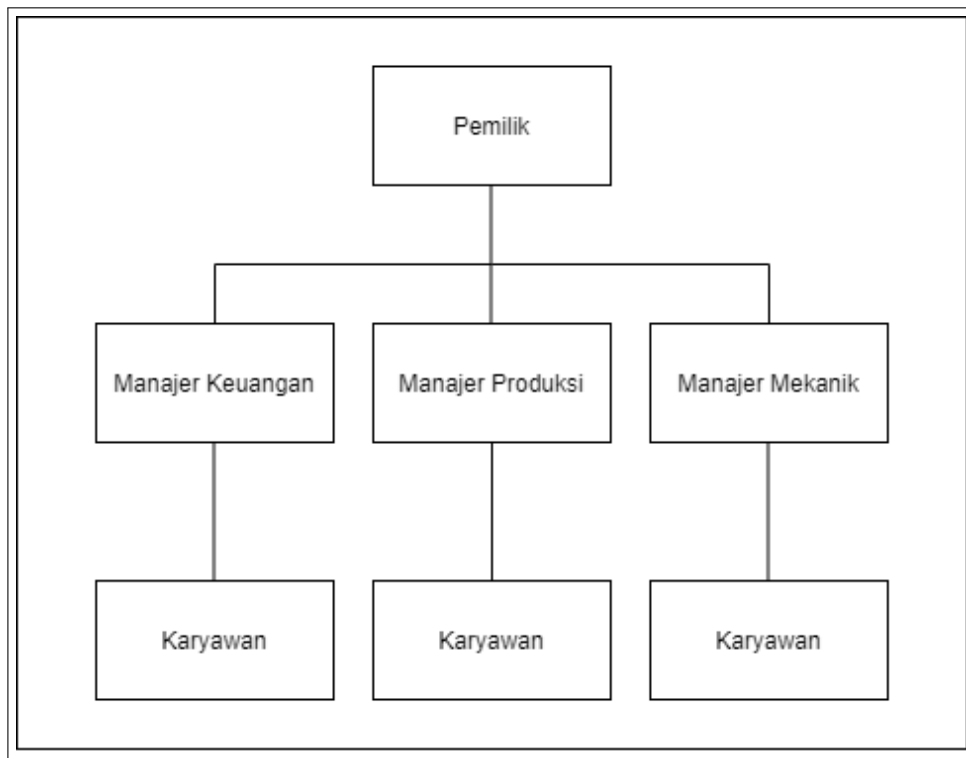 Pemilik
Manajer Keuangan
Manajer Produksi
Manajer Mekanik
Karyawan
Karyawan
Karyawan